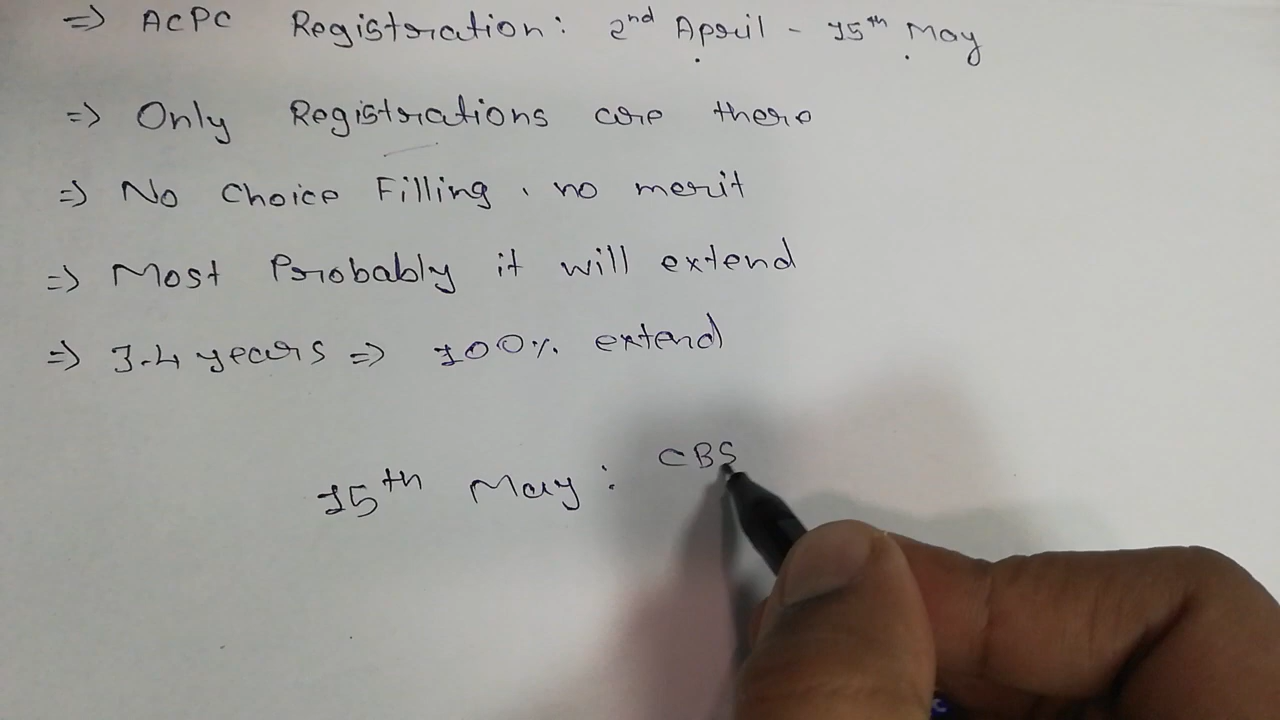 => ACPC Registration: 2nd April - 15th May
=> Only Registrations are there
=> No Choice Filling, no merit
=> Most Probably it will extend
=> 3-4 years => 100% extend
15th May: CBS